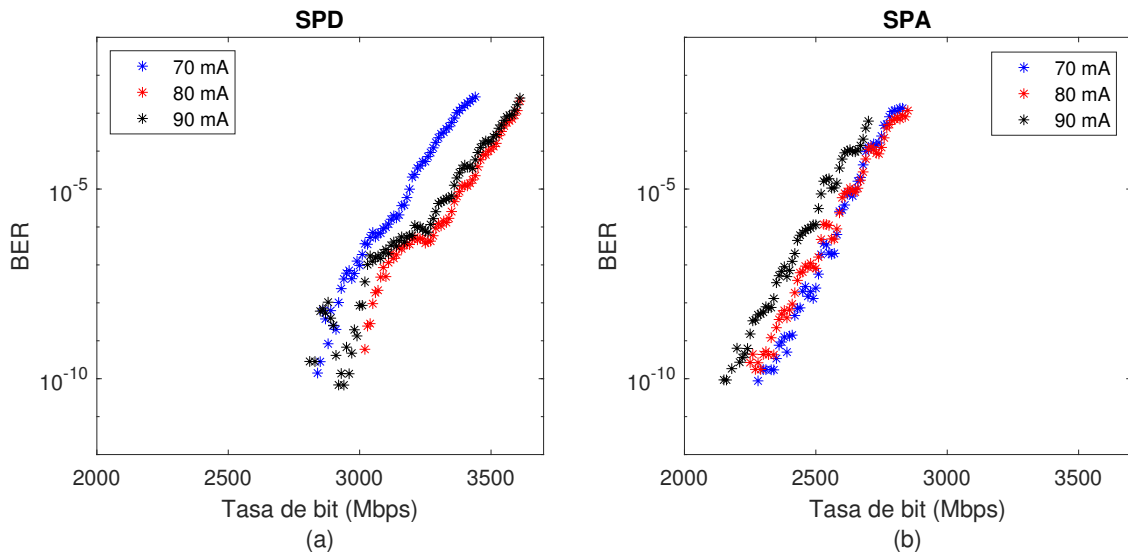 SPD
70 mA
80 mA
90 mA
10^-5
10^-10
BER
2000 2500 3000 3500
Tasa de bit (Mbps)
(a)
SPA
70 mA
80 mA
90 mA
10^-5
10^-10
BER
2000 2500 3000 3500
Tasa de bit (Mbps)
(b)